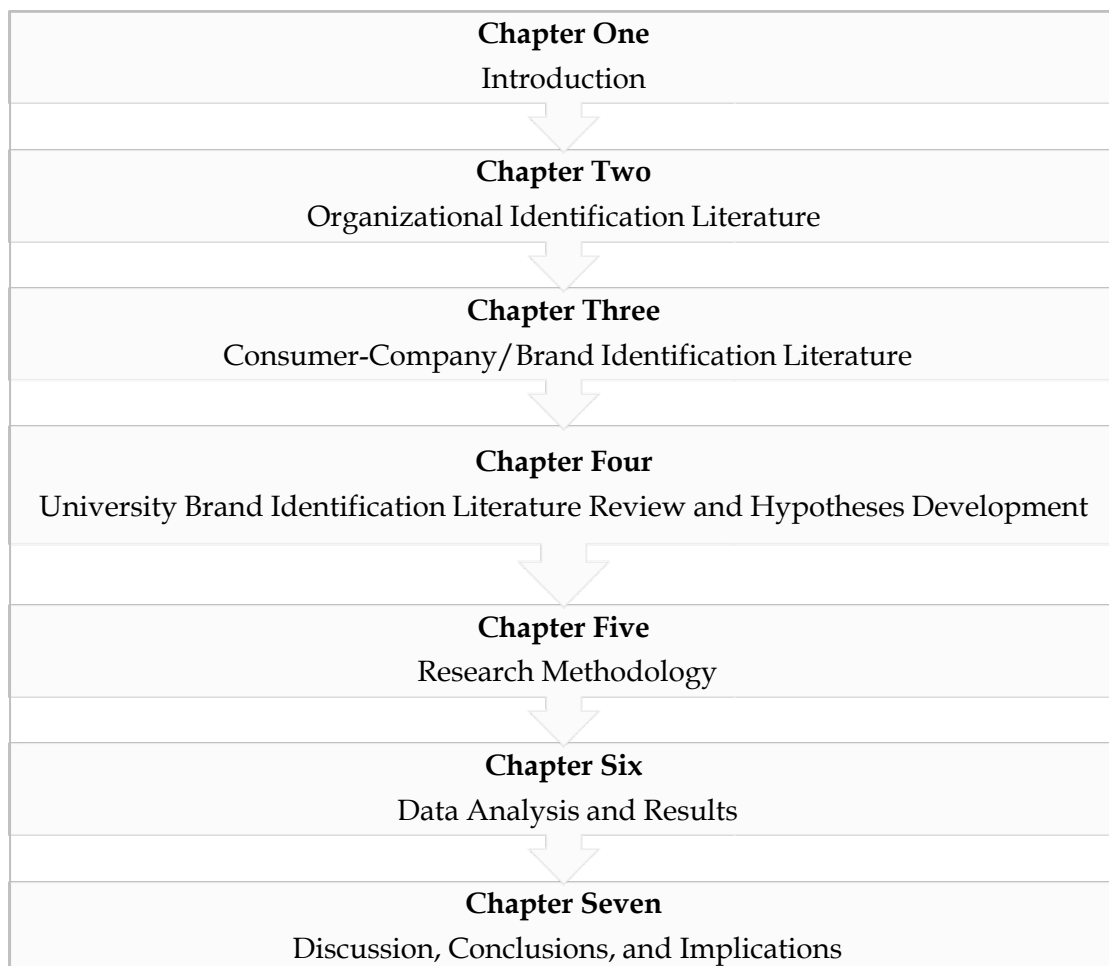 Chapter One
Introduction
Chapter Two
Organizational Identification Literature
Chapter Three
Consumer-Company/Brand Identification Literature
Chapter Four
University Brand Identification Literature Review and Hypotheses Development
Chapter Five
Research Methodology
Chapter Six
Data Analysis and Results
Chapter Seven
Discussion, Conclusions, and Implications